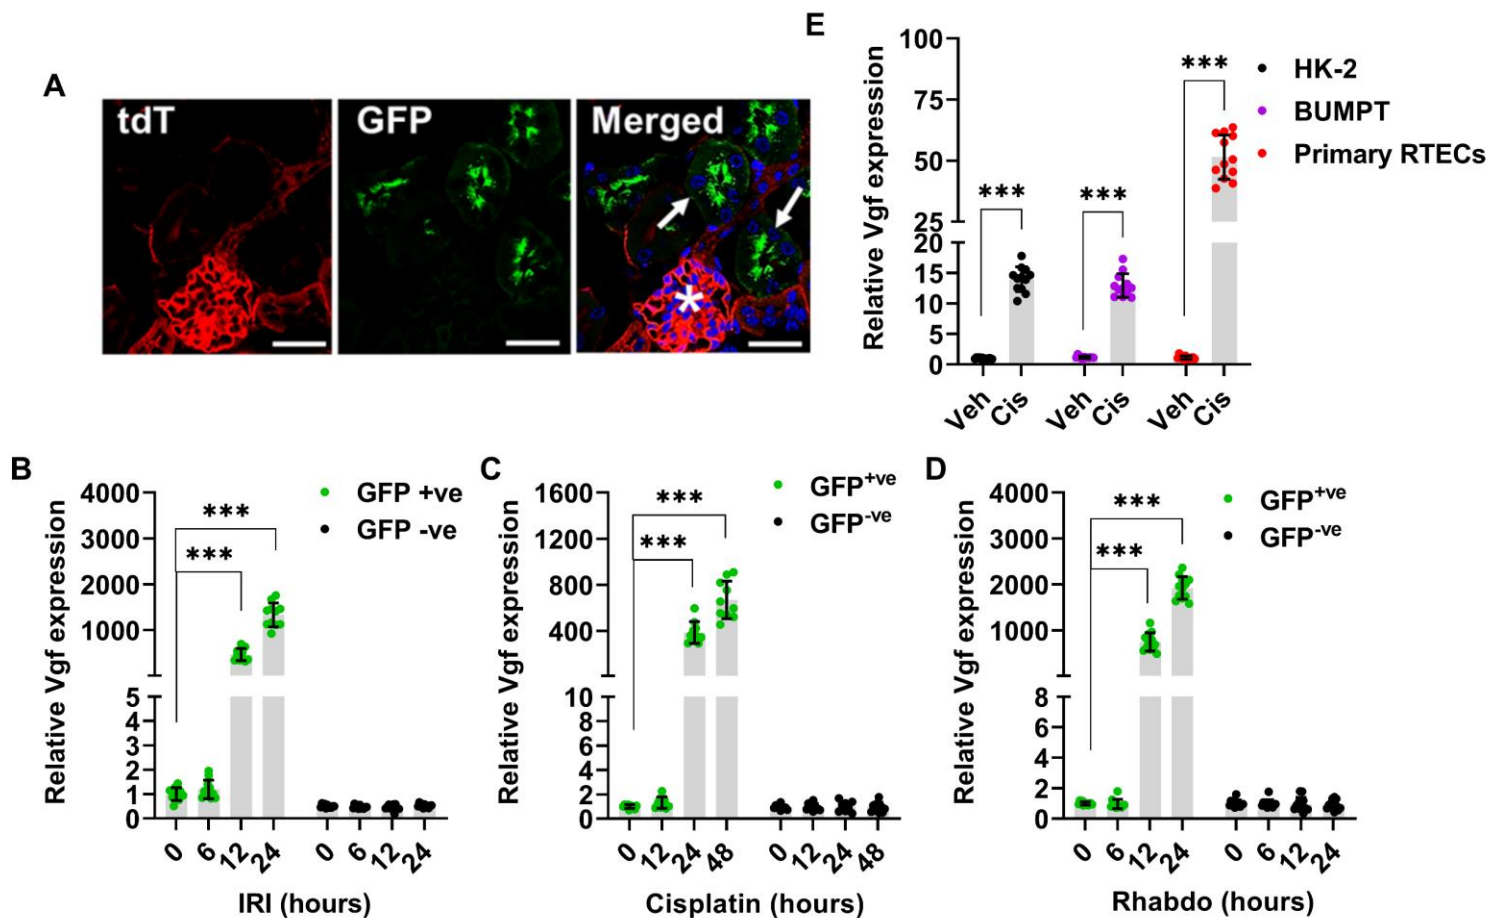 A
tdT
GFP
Merged
*
E
Relative Vgf expression
100
75
50
25
20
15
10
5
0
***
***
***
Veh
Cis
Veh
Cis
Veh
Cis
HK-2
BUMPT
Primary RTECs
B
Relative Vgf expression
4000
3000
2000
1000
5
4
3
2
1
0
***
***
GFP +ve
GFP -ve
0
6
12
24
0
6
12
24
IRI (hours)
C
Relative Vgf expression
1600
1200
800
400
10
8
6
4
2
0
***
***
GFP+ve
GFP-ve
0
12
24
48
0
12
24
48
Cisplatin (hours)
D
Relative Vgf expression
4000
3000
2000
1000
8
6
4
2
0
***
***
GFP+ve
GFP-ve
0
6
12
24
0
6
12
24
Rhabdo (hours)